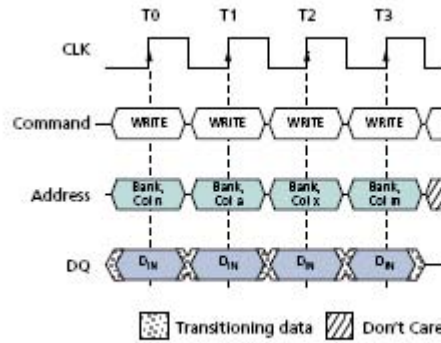 T0 T1 T2 T3
CLK
Command WRITE WRITE WRITE WRITE
Address Bank, Col n Bank, Col a Bank, Col x Bank, Col m
DQ DIN DIN DIN DIN
Transitioning data Don't Care